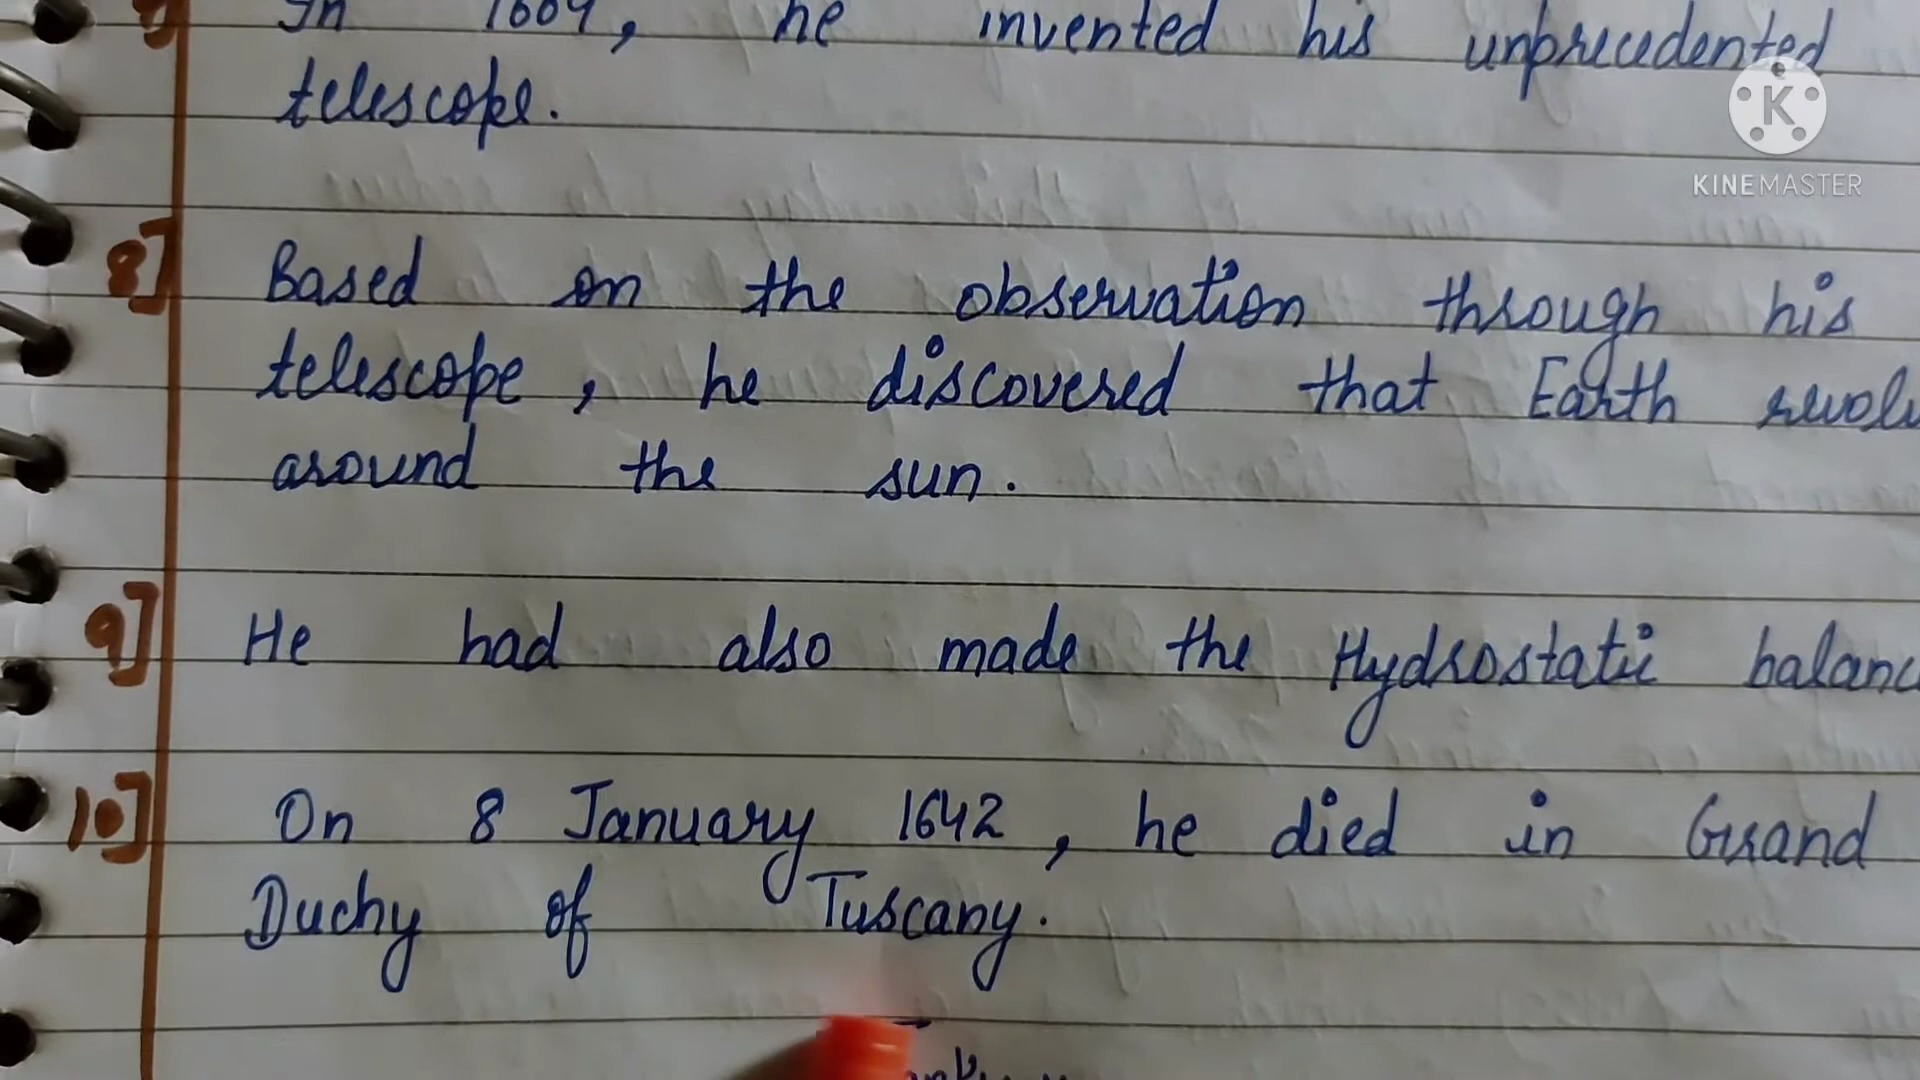 In 1609, he invented his unprecedented
telescope.
KINEMASTER
8] Based on the observation through his
telescope, he discovered that Earth
around the sun.
9] He had also made the Hydrostatic
10] On 8 January 1642, he died in Grand
Duchy of Tuscany.